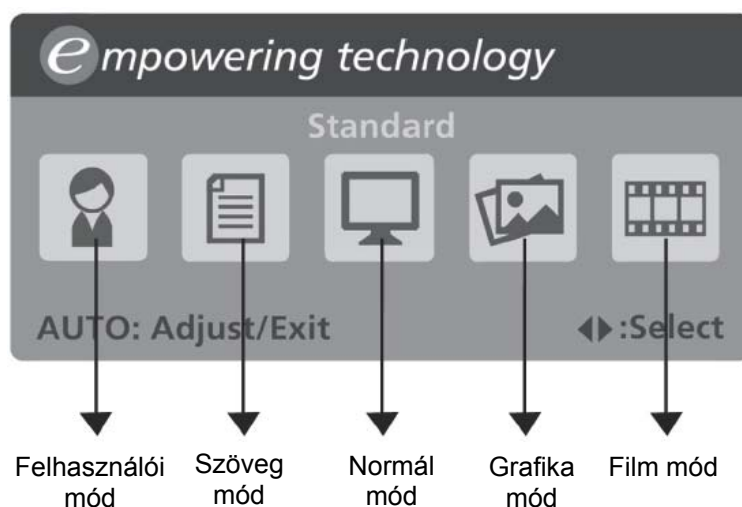 empowering technology
Standard
AUTO: Adjust/Exit ◀▶:Select
Felhasználói mód
Szöveg mód
Normál mód
Grafika mód
Film mód